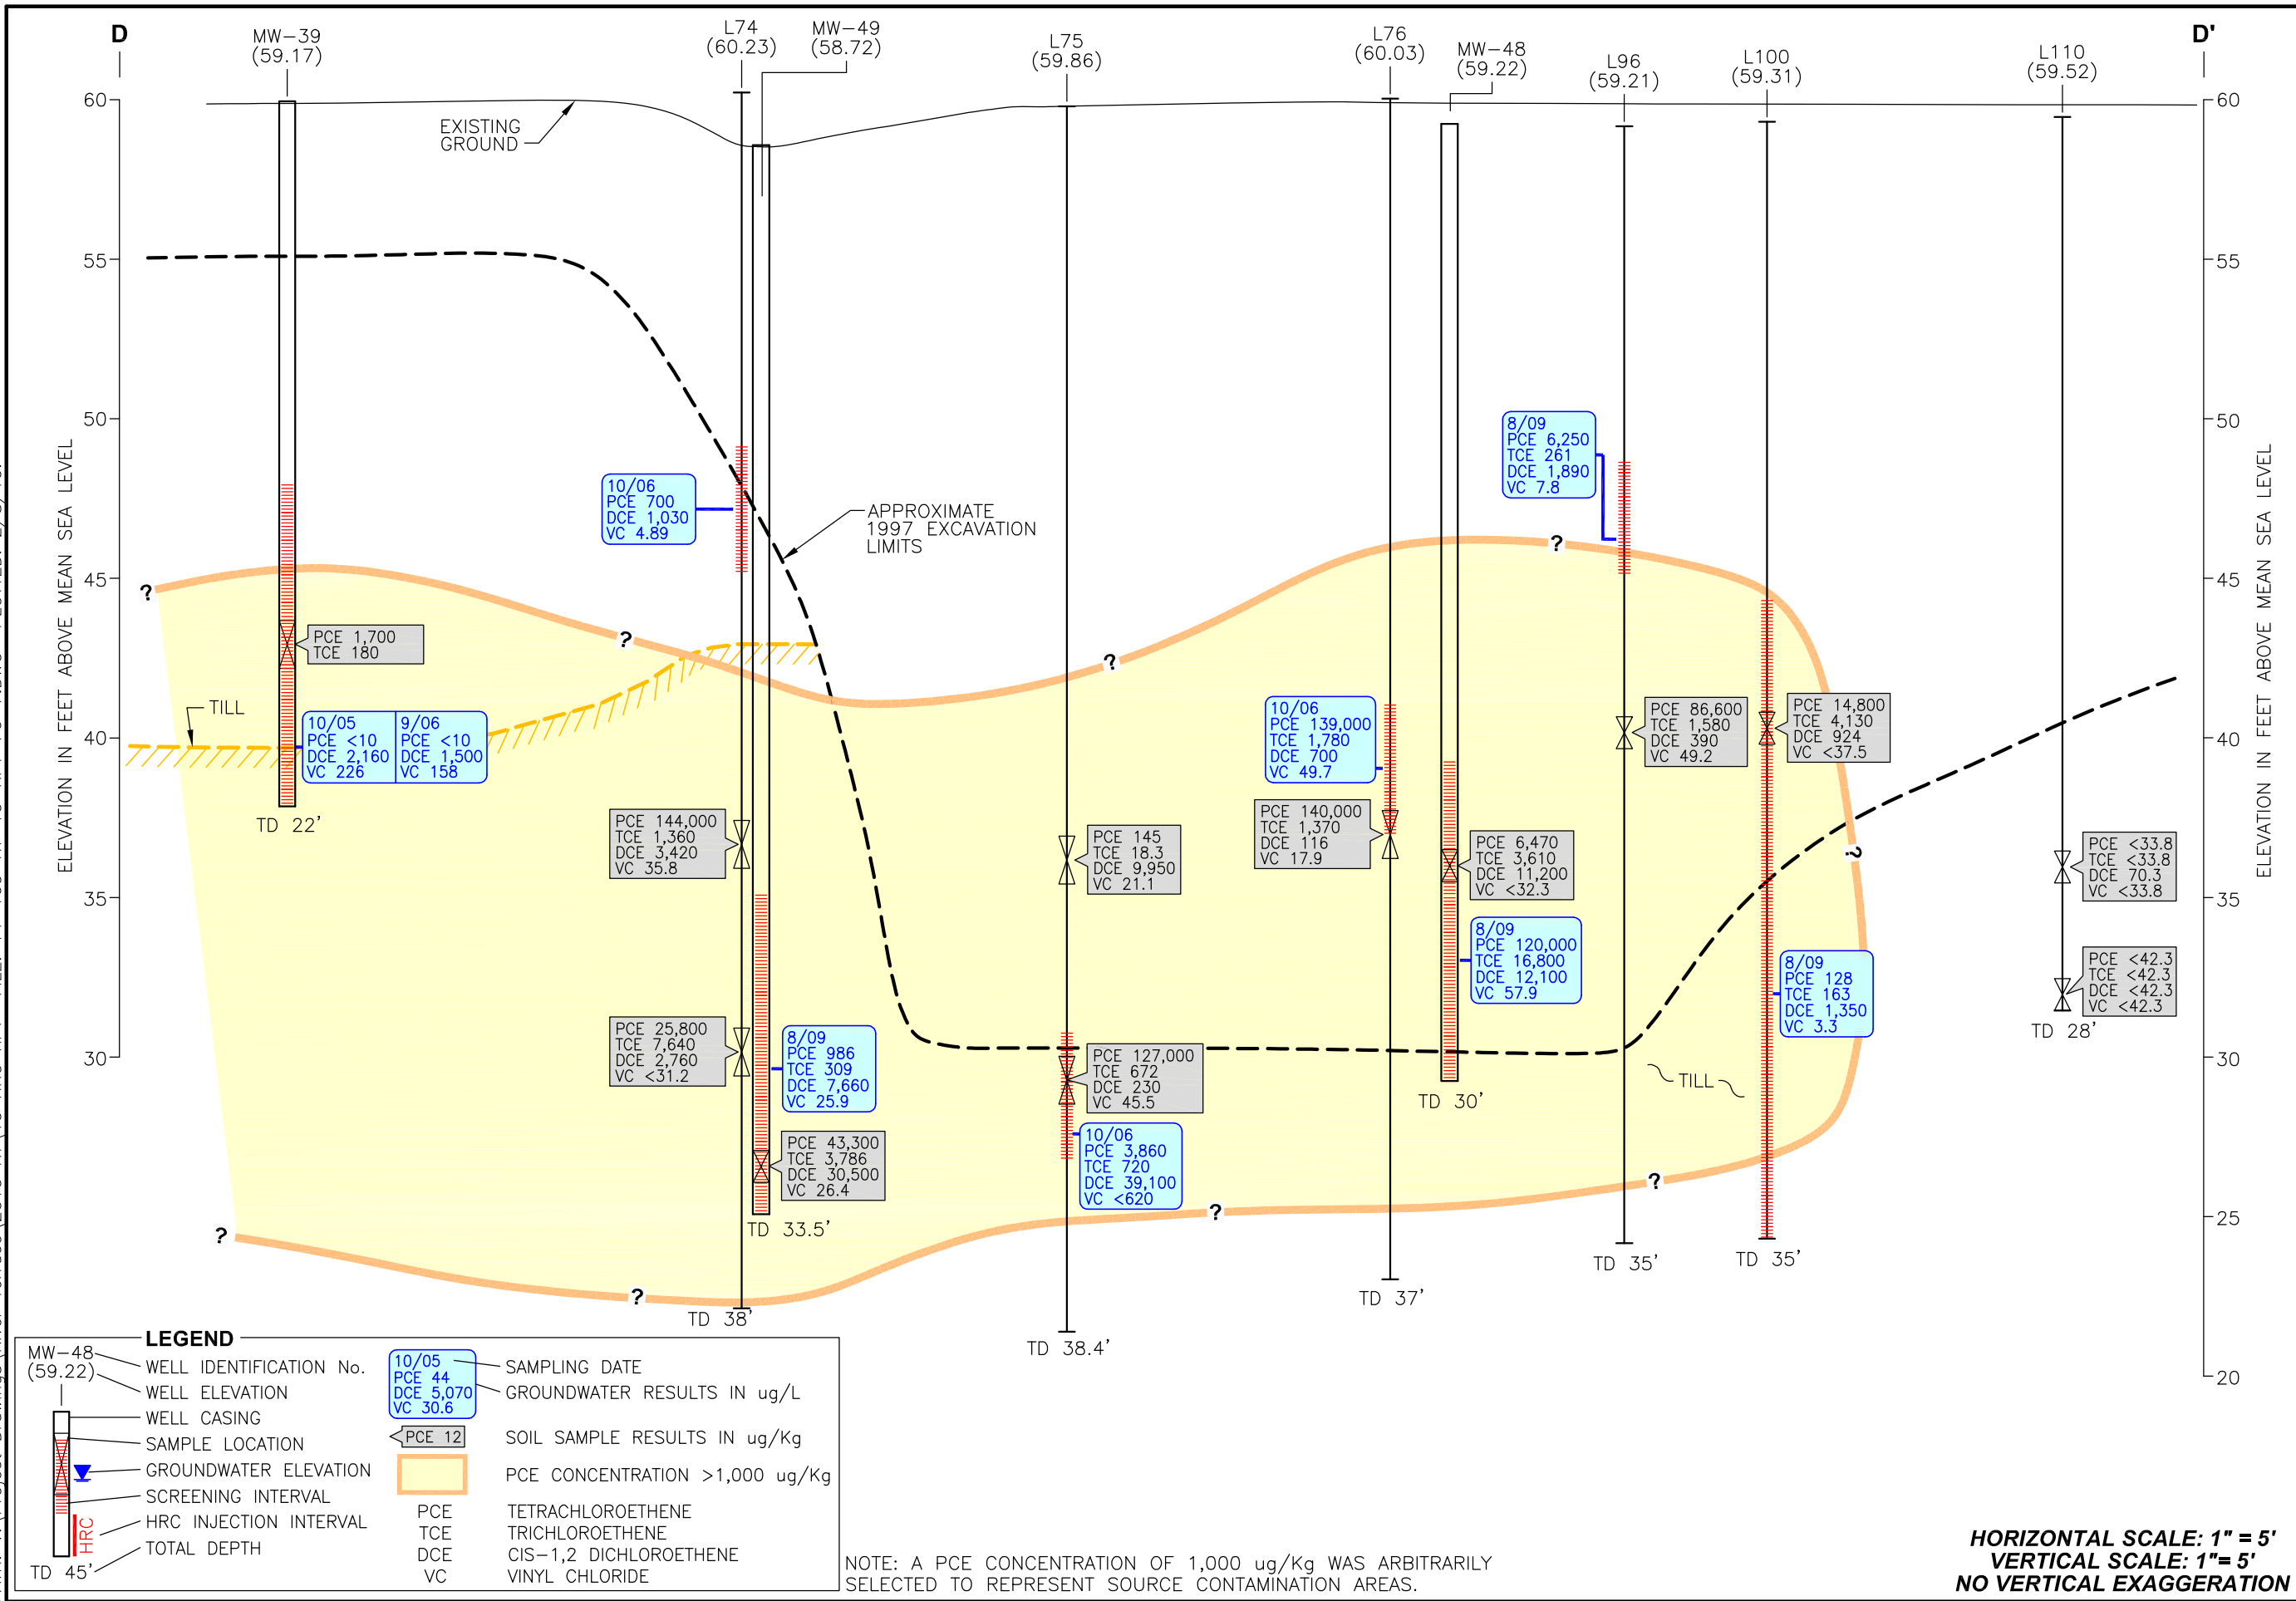 D
MW-39
(59.17)
L74
(60.23)
MW-49
(58.72)
L75
(59.86)
L76
(60.03)
MW-48
(59.22)
L96
(59.21)
L100
(59.31)
L110
(59.52)
D'
60
55
50
45
40
35
30
ELEVATION IN FEET ABOVE MEAN SEA LEVEL
60
55
50
45
40
35
30
25
20
ELEVATION IN FEET ABOVE MEAN SEA LEVEL
EXISTING
GROUND
APPROXIMATE
1997 EXCAVATION
LIMITS
10/06
PCE 700
DCE 1,030
VC 4.89
8/09
PCE 6,250
TCE 261
DCE 1,890
VC 7.8
?
?
?
?
PCE 1,700
TCE 180
TILL
10/05
PCE <10
DCE 2,160
VC 226
9/06
PCE <10
DCE 1,500
VC 158
TD 22'
10/06
PCE 139,000
TCE 1,780
DCE 700
VC 49.7
PCE 86,600
TCE 1,580
DCE 390
VC 49.2
PCE 14,800
TCE 4,130
DCE 924
VC <37.5
PCE 144,000
TCE 1,360
DCE 3,420
VC 35.8
PCE 145
TCE 18.3
DCE 9,950
VC 21.1
PCE 140,000
TCE 1,370
DCE 116
VC 17.9
PCE 6,470
TCE 3,610
DCE 11,200
VC <32.3
?
PCE <33.8
TCE <33.8
DCE 70.3
VC <33.8
8/09
PCE 120,000
TCE 16,800
DCE 12,100
VC 57.9
8/09
PCE 128
TCE 163
DCE 1,350
VC 3.3
PCE <42.3
TCE <42.3
DCE <42.3
VC <42.3
TD 28'
PCE 25,800
TCE 7,640
DCE 2,760
VC <31.2
8/09
PCE 986
TCE 309
DCE 7,660
VC 25.9
PCE 127,000
TCE 672
DCE 230
VC 45.5
TILL
TD 30'
PCE 43,300
TCE 3,786
DCE 30,500
VC 26.4
10/06
PCE 3,860
TCE 720
DCE 39,100
VC <620
?
?
?
?
TD 33.5'
TD 35'
TD 35'
TD 37'
TD 38'
TD 38.4'
LEGEND
MW-48
(59.22)
WELL IDENTIFICATION No.
WELL ELEVATION
WELL CASING
SAMPLE LOCATION
GROUNDWATER ELEVATION
SCREENING INTERVAL
HRC INJECTION INTERVAL
HRC
TOTAL DEPTH
TD 45'
10/05
PCE 44
DCE 5,070
VC 30.6
SAMPLING DATE
GROUNDWATER RESULTS IN ug/L
PCE 12
SOIL SAMPLE RESULTS IN ug/Kg
PCE CONCENTRATION >1,000 ug/Kg
PCE TETRACHLOROETHENE
TCE TRICHLOROETHENE
DCE CIS-1,2 DICHLOROETHENE
VC VINYL CHLORIDE
NOTE: A PCE CONCENTRATION OF 1,000 ug/Kg WAS ARBITRARILY
SELECTED TO REPRESENT SOURCE CONTAMINATION AREAS.
HORIZONTAL SCALE: 1" = 5'
VERTICAL SCALE: 1"= 5'
NO VERTICAL EXAGGERATION